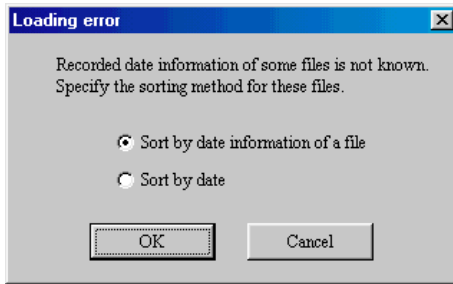 Loading error
Recorded date information of some files is not known.
Specify the sorting method for these files.
Sort by date information of a file
Sort by date
OK
Cancel